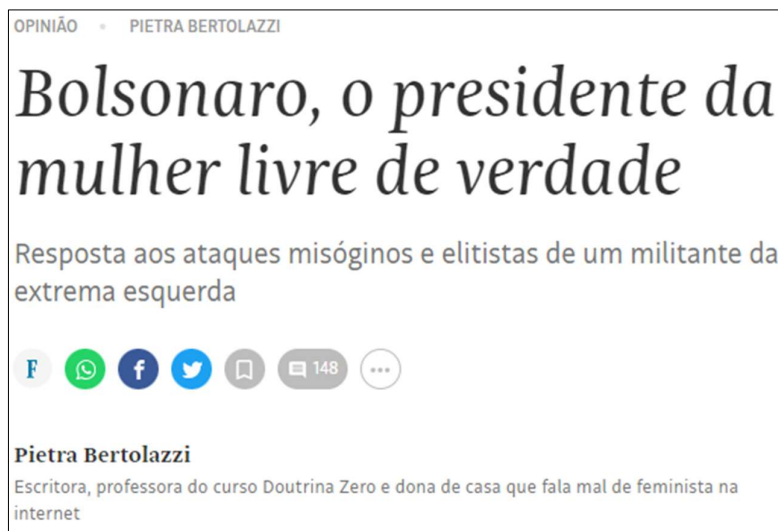 OPINIÃO • PIETRA BERTOLAZZI
Bolsonaro, o presidente da
mulher livre de verdade
Resposta aos ataques misóginos e elitistas de um militante da
extrema esquerda
F f 148
Pietra Bertolazzi
Escritora, professora do curso Doutrina Zero e dona de casa que fala mal de feminista na
internet